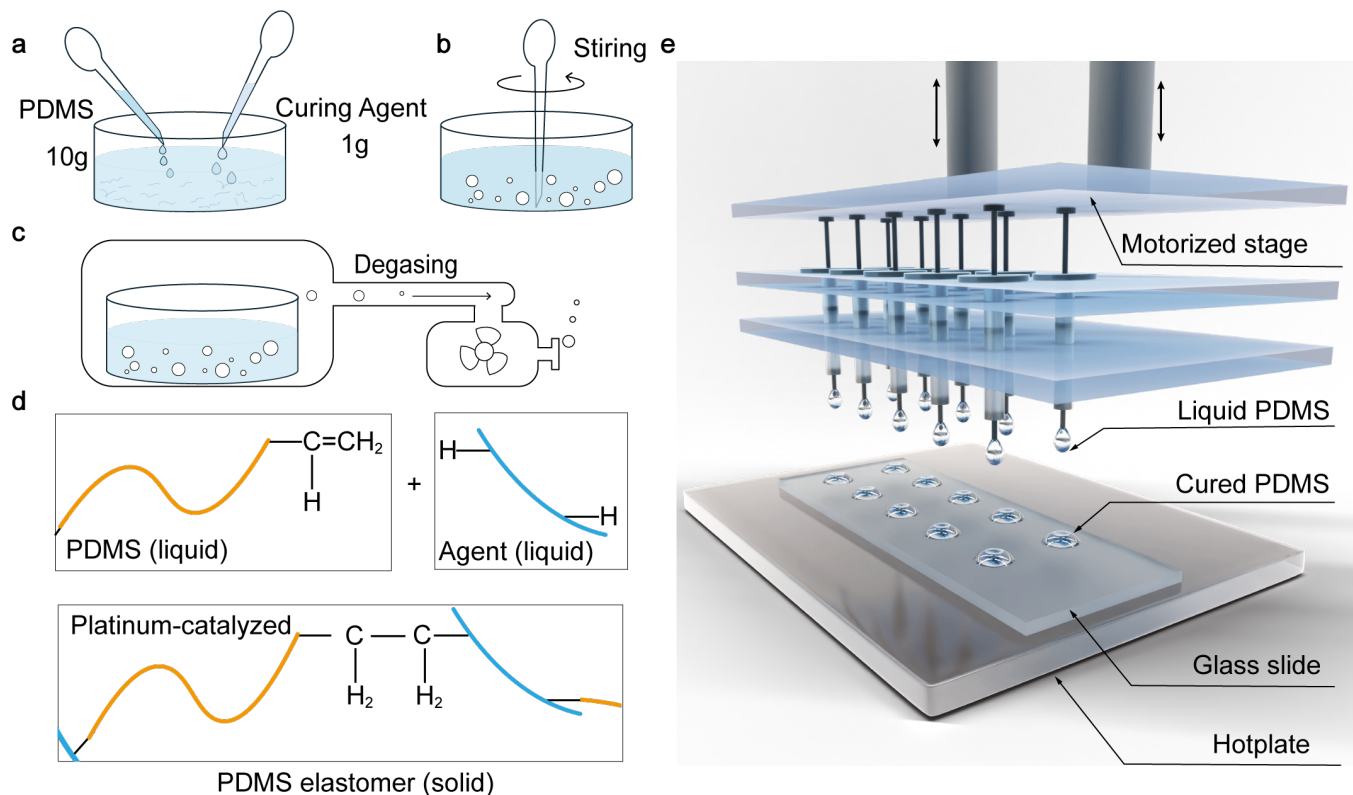 a
PDMS
10g
Curing Agent
1g
b
Stiring
c
Degasing
d
C=CH₂
H
PDMS (liquid)
+
H
H
Agent (liquid)
Platinum-catalyzed
C C
H₂ H₂
PDMS elastomer (solid)
e
Motorized stage
Liquid PDMS
Cured PDMS
Glass slide
Hotplate